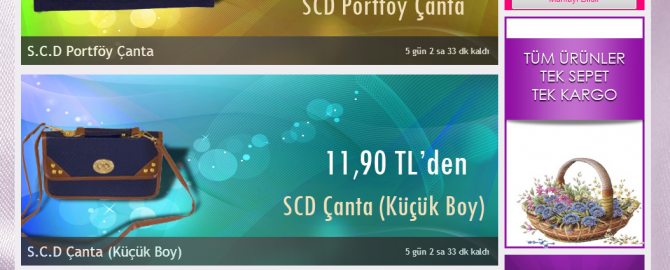 SCD Portföy Çanta
S.C.D Portföy Çanta
5 gün 2 sa 33 dk kaldı
11,90 TL'den
SCD Çanta (Küçük Boy)
S.C.D Çanta (Küçük Boy)
5 gün 2 sa 33 dk kaldı
TÜM ÜRÜNLER
TEK SEPET
TEK KARGO